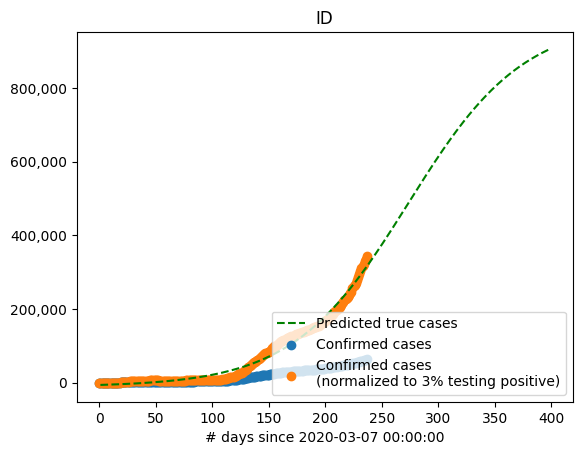 ID
800,000
600,000
400,000
200,000
0
Predicted true cases
Confirmed cases
Confirmed cases
(normalized to 3% testing positive)
0 50 100 150 200 250 300 350 400
# days since 2020-03-07 00:00:00